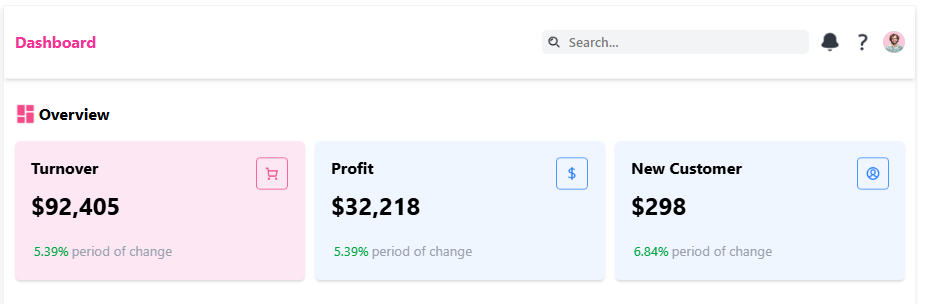 Dashboard
Search...
?
Overview
Turnover
$92,405
5.39% period of change
Profit
$
$32,218
5.39% period of change
New Customer
$298
6.84% period of change